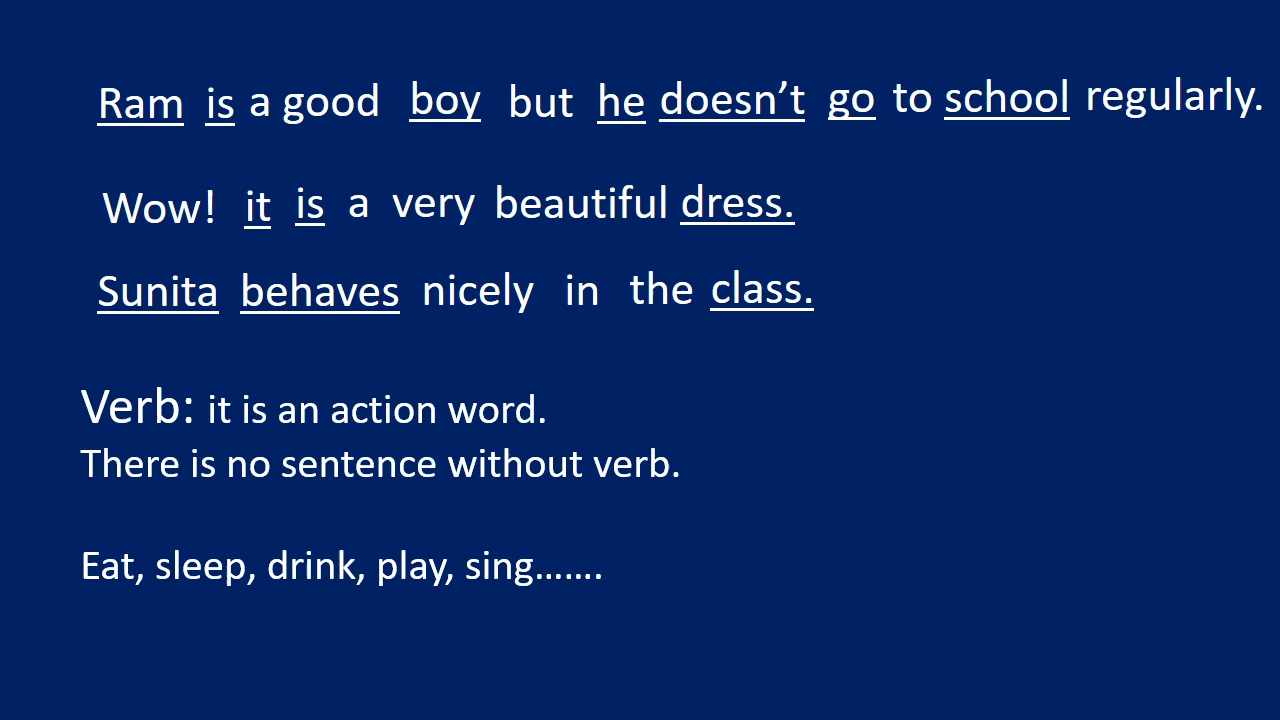 Ram is a good boy but he doesn’t go to school regularly.
Wow! it is a very beautiful dress.
Sunita behaves nicely in the class.
Verb: it is an action word.
There is no sentence without verb.
Eat, sleep, drink, play, sing…….